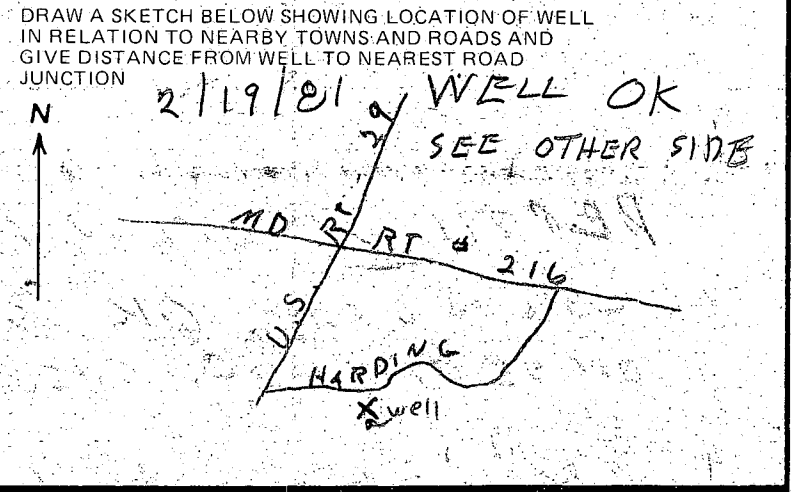 DRAW A SKETCH BELOW SHOWING LOCATION OF WELL
IN RELATION TO NEARBY TOWNS AND ROADS AND
GIVE DISTANCE FROM WELL TO NEAREST ROAD
JUNCTION
2/19/81 WELL OK
SEE OTHER SIDE
N
U.S. RT. 29
MD RT # 216
HARDING
X well